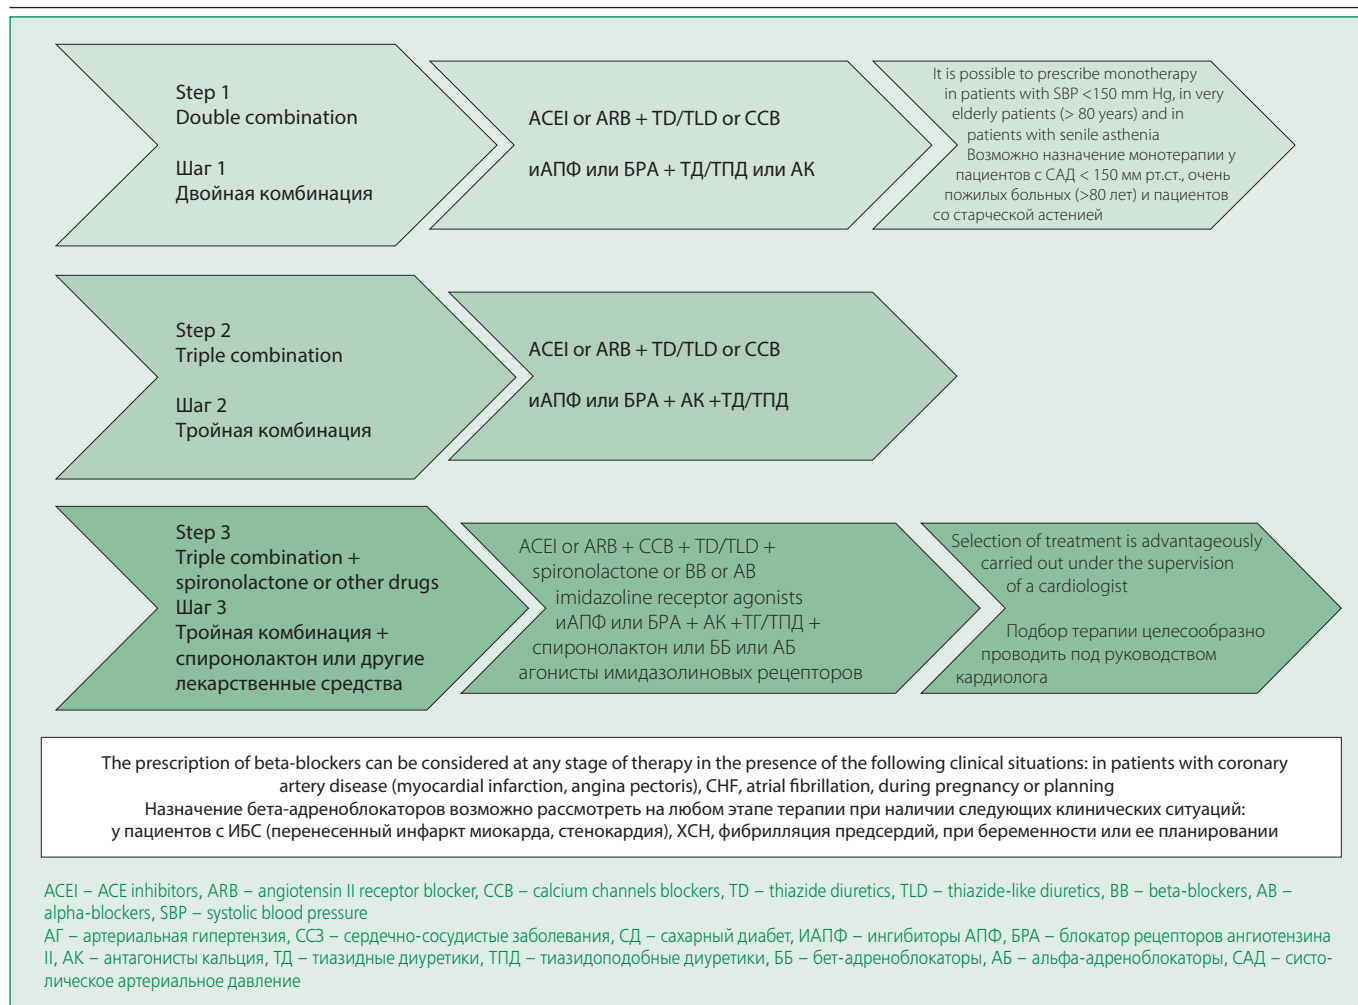 Step 1
Double combination
Шаг 1
Двойная комбинация
ACEI or ARB + TD/TLD or CCB
иАПФ или БРА + ТД/ТПД или АК
It is possible to prescribe monotherapy
in patients with SBP <150 mm Hg, in very
elderly patients (> 80 years) and in
patients with senile asthenia
Возможно назначение монотерапии у
пациентов с САД < 150 мм рт.ст., очень
пожилых больных (>80 лет) и пациентов
со старческой астенией
Step 2
Triple combination
Шаг 2
Тройная комбинация
ACEI or ARB + TD/TLD or CCB
иАПФ или БРА + АК +ТД/ТПД
Step 3
Triple combination +
spironolactone or other drugs
Шаг 3
Тройная комбинация +
спиронолактон или другие
лекарственные средства
ACEI or ARB + CCB + TD/TLD +
spironolactone or BB or AB
imidazoline receptor agonists
иАПФ или БРА + АК +ТГ/ТПД +
спиронолактон или ББ или АБ
агонисты имидазолиновых рецепторов
Selection of treatment is advantageously
carried out under the supervision
of a cardiologist
Подбор терапии целесообразно
проводить под руководством
кардиолога
The prescription of beta-blockers can be considered at any stage of therapy in the presence of the following clinical situations: in patients with coronary
artery disease (myocardial infarction, angina pectoris), CHF, atrial fibrillation, during pregnancy or planning
Назначение бета-адреноблокаторов возможно рассмотреть на любом этапе терапии при наличии следующих клинических ситуаций:
у пациентов с ИБС (перенесенный инфаркт миокарда, стенокардия), ХСН, фибрилляция предсердий, при беременности или ее планировании
ACEI – ACE inhibitors, ARB – angiotensin II receptor blocker, CCB – calcium channels blockers, TD – thiazide diuretics, TLD – thiazide-like diuretics, BB – beta-blockers, AB –
alpha-blockers, SBP – systolic blood pressure
АГ – артериальная гипертензия, ССЗ – сердечно-сосудистые заболевания, СД – сахарный диабет, ИАПФ – ингибиторы АПФ, БРА – блокатор рецепторов ангиотензина
II, АК – антагонисты кальция, ТД – тиазидные диуретики, ТПД – тиазидоподобные диуретики, ББ – бет-адреноблокаторы, АБ – альфа-адреноблокаторы, САД – систо-
лическое артериальное давление